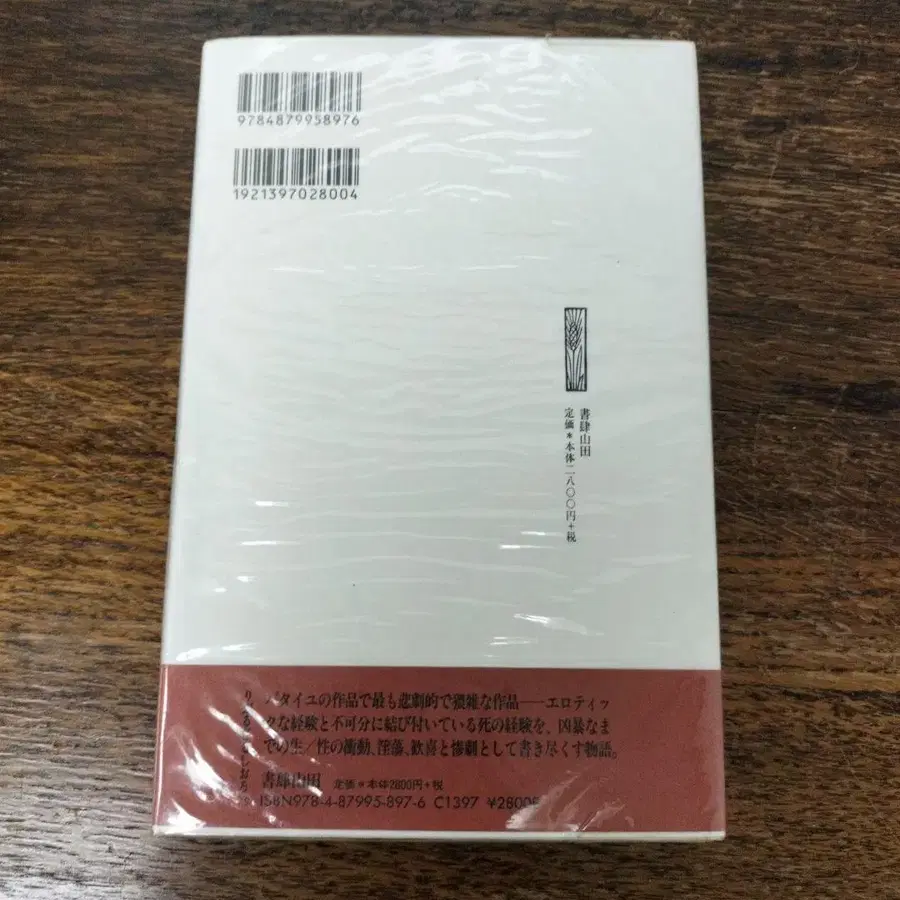 9784879958976
1921397028004
書肆山田
定価*本体二八〇〇円+税
バタイユの作品で最も悲劇的で猥雑な作品——エロティッ
クな経験と不可分に結び付いている死の経験を、凶暴なま
での生/性の衝動、淫蕩、歓喜と惨劇として書き尽くす物語。
書肆山田 定価*本体2800円+税
ISBN978-4-87995-897-6 C1397 ¥2800E